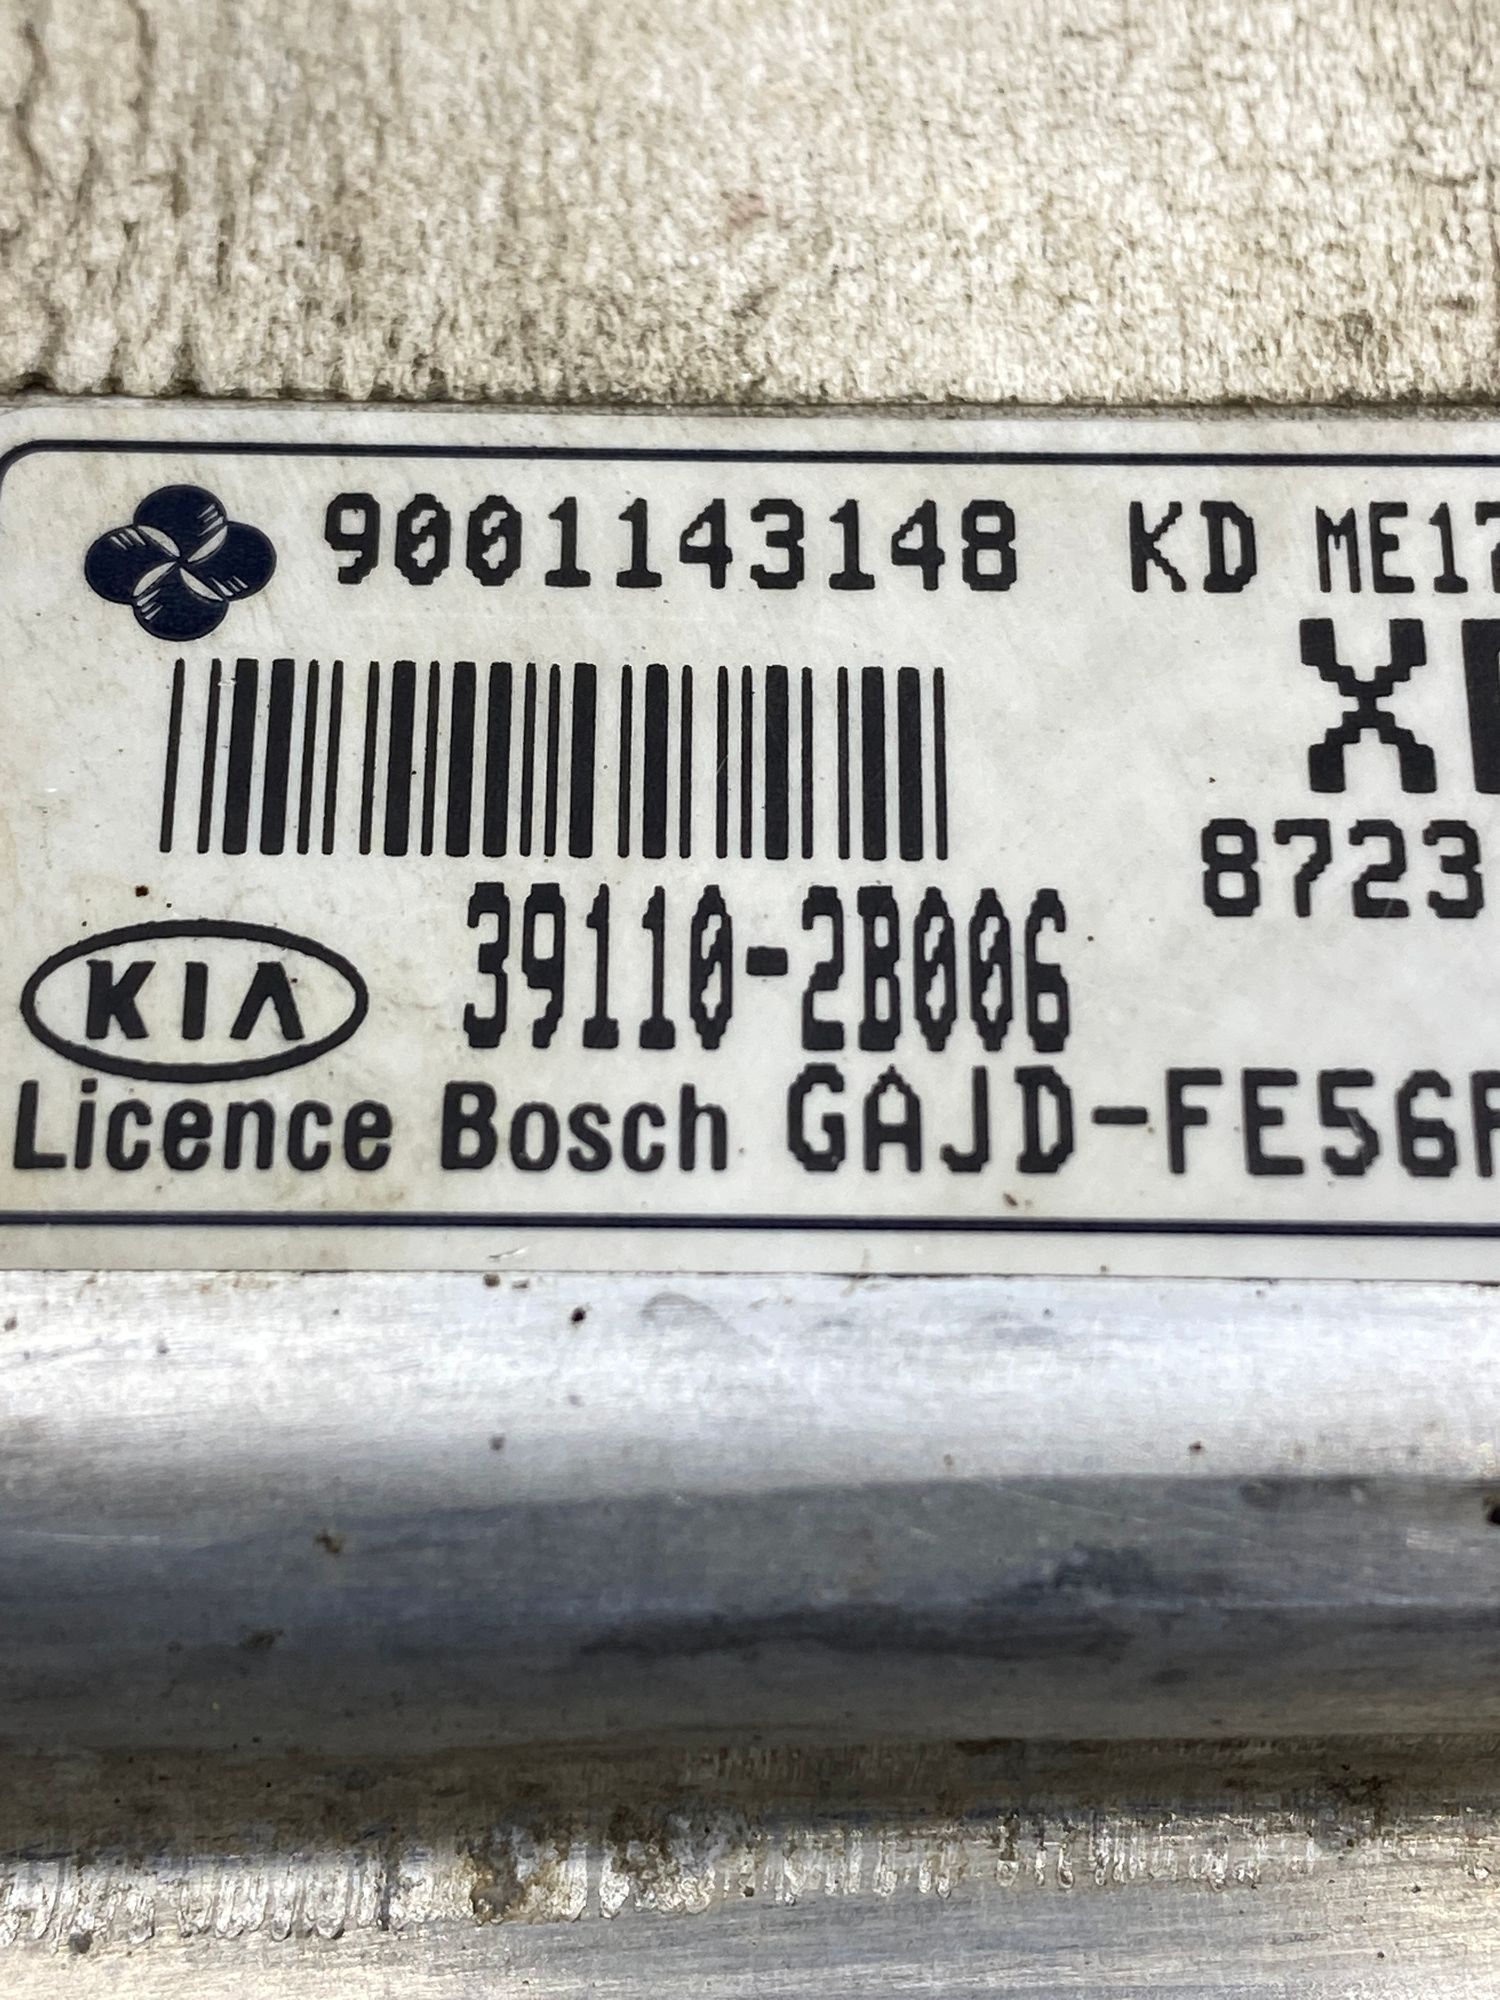 9001143148 KD ME17
X
8723
39110-2B006
KIA
Licence Bosch GAJD-FE56